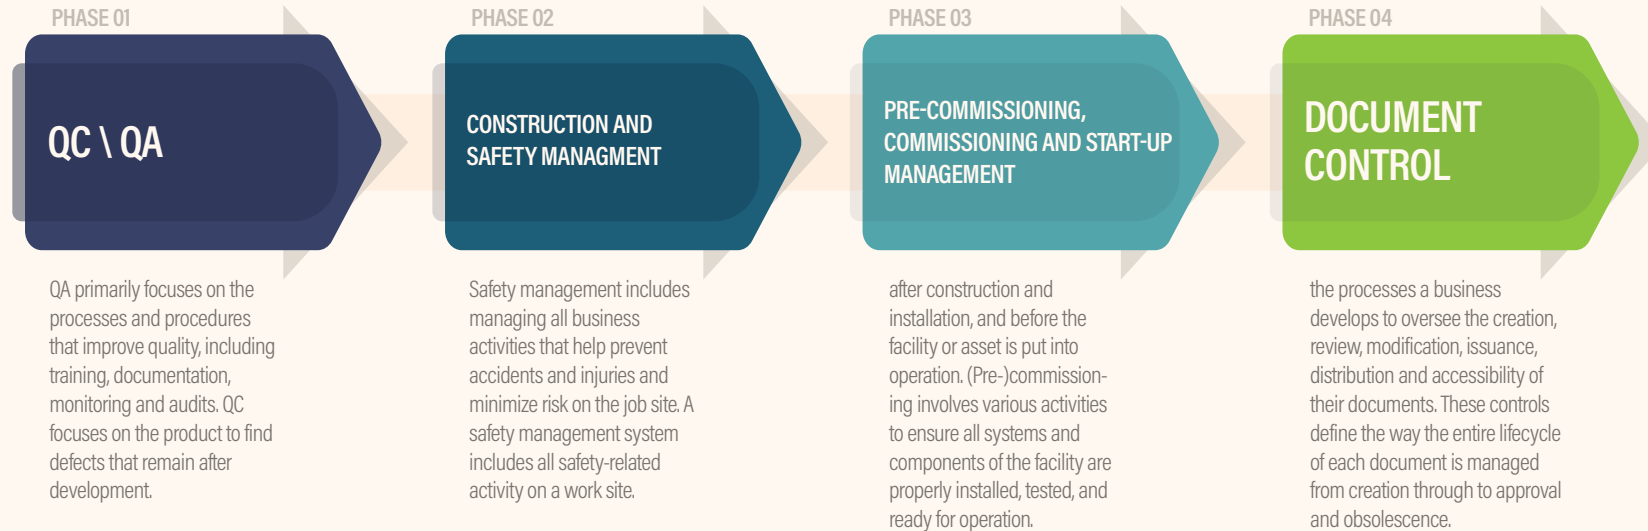 PHASE 01
QC \ QA
QA primarily focuses on the
processes and procedures
that improve quality, including
training, documentation,
monitoring and audits. QC
focuses on the product to find
defects that remain after
development.
PHASE 02
CONSTRUCTION AND
SAFETY MANAGMENT
Safety management includes
managing all business
activities that help prevent
accidents and injuries and
minimize risk on the job site. A
safety management system
includes all safety-related
activity on a work site.
PHASE 03
PRE-COMMISSIONING,
COMMISSIONING AND START-UP
MANAGEMENT
after construction and
installation, and before the
facility or asset is put into
operation. (Pre-)commission-
ing involves various activities
to ensure all systems and
components of the facility are
properly installed, tested, and
ready for operation.
PHASE 04
DOCUMENT
CONTROL
the processes a business
develops to oversee the creation,
review, modification, issuance,
distribution and accessibility of
their documents. These controls
define the way the entire lifecycle
of each document is managed
from creation through to approval
and obsolescence.